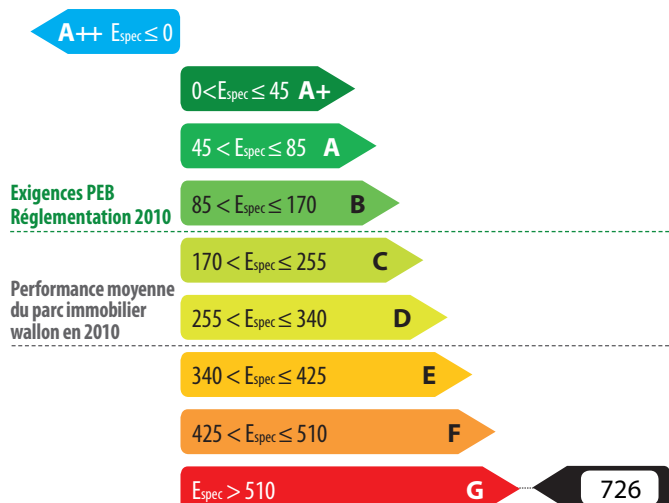 A++ Espec ≤ 0
0<Espec ≤ 45 A+
45 < Espec ≤ 85 A
Exigences PEB
Réglementation 2010
85 < Espec ≤ 170 B
170 < Espec ≤ 255 C
Performance moyenne
du parc immobilier
wallon en 2010
255 < Espec ≤ 340 D
340 < Espec ≤ 425 E
425 < Espec ≤ 510 F
Espec > 510 G 726